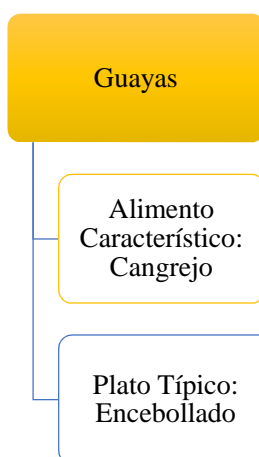 Guayas
Alimento
Característico:
Cangrejo
Plato Típico:
Encebollado